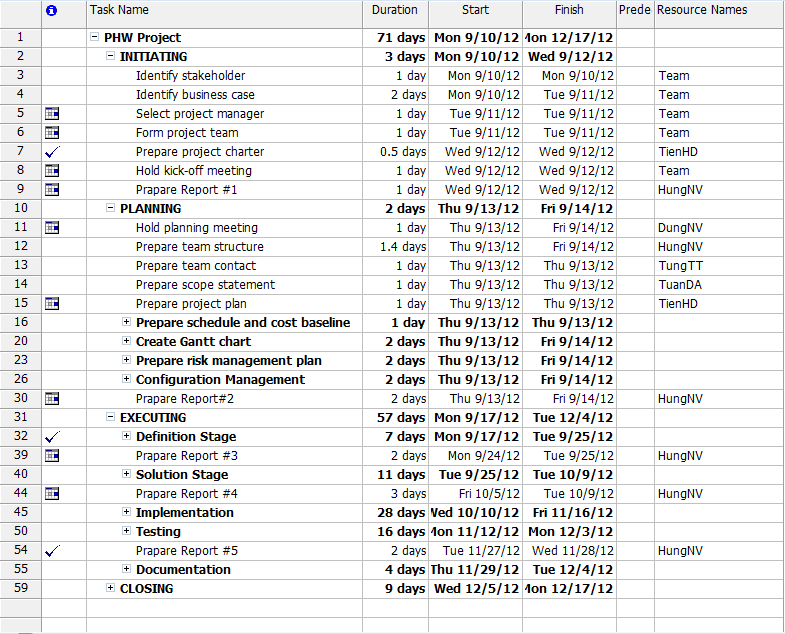 Task Name Duration Start Finish Prede Resource Names
1 PHW Project 71 days Mon 9/10/12 Mon 12/17/12
2 INITIATING 3 days Mon 9/10/12 Wed 9/12/12
3 Identify stakeholder 1 day Mon 9/10/12 Mon 9/10/12 Team
4 Identify business case 2 days Mon 9/10/12 Tue 9/11/12 Team
5 Select project manager 1 day Tue 9/11/12 Tue 9/11/12 Team
6 Form project team 1 day Tue 9/11/12 Tue 9/11/12 Team
7 Prepare project charter 0.5 days Wed 9/12/12 Wed 9/12/12 TienHD
8 Hold kick-off meeting 1 day Wed 9/12/12 Wed 9/12/12 Team
9 Prapare Report #1 1 day Wed 9/12/12 Wed 9/12/12 HungNV
10 PLANNING 2 days Thu 9/13/12 Fri 9/14/12
11 Hold planning meeting 1 day Thu 9/13/12 Fri 9/14/12 DungNV
12 Prepare team structure 1.4 days Thu 9/13/12 Fri 9/14/12 HungNV
13 Prepare team contact 1 day Thu 9/13/12 Thu 9/13/12 TungTT
14 Prepare scope statement 1 day Thu 9/13/12 Thu 9/13/12 TuanDA
15 Prepare project plan 1 day Thu 9/13/12 Thu 9/13/12 TienHD
16 Prepare schedule and cost baseline 1 day Thu 9/13/12 Thu 9/13/12
20 Create Gantt chart 2 days Thu 9/13/12 Fri 9/14/12
23 Prepare risk management plan 2 days Thu 9/13/12 Fri 9/14/12
26 Configuration Management 2 days Thu 9/13/12 Fri 9/14/12
30 Prapare Report#2 2 days Thu 9/13/12 Fri 9/14/12 HungNV
31 EXECUTING 57 days Mon 9/17/12 Tue 12/4/12
32 Definition Stage 7 days Mon 9/17/12 Tue 9/25/12
39 Prapare Report #3 2 days Mon 9/24/12 Tue 9/25/12 HungNV
40 Solution Stage 11 days Tue 9/25/12 Tue 10/9/12
44 Prapare Report #4 3 days Fri 10/5/12 Tue 10/9/12 HungNV
45 Implementation 28 days Wed 10/10/12 Fri 11/16/12
50 Testing 16 days Mon 11/12/12 Mon 12/3/12
54 Prapare Report #5 2 days Tue 11/27/12 Wed 11/28/12 HungNV
55 Documentation 4 days Thu 11/29/12 Tue 12/4/12
59 CLOSING 9 days Wed 12/5/12 Mon 12/17/12